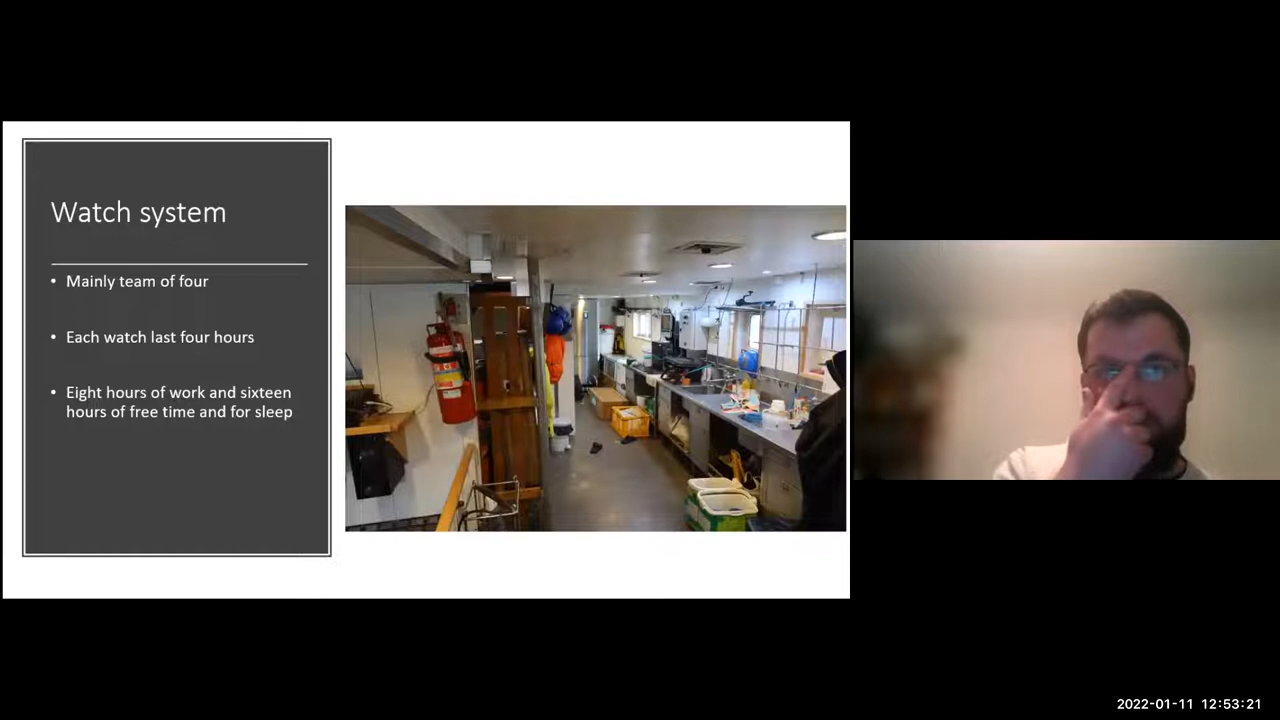 Watch system
• Mainly team of four
• Each watch last four hours
• Eight hours of work and sixteen
hours of free time and for sleep
2022-01-11 12:53:21